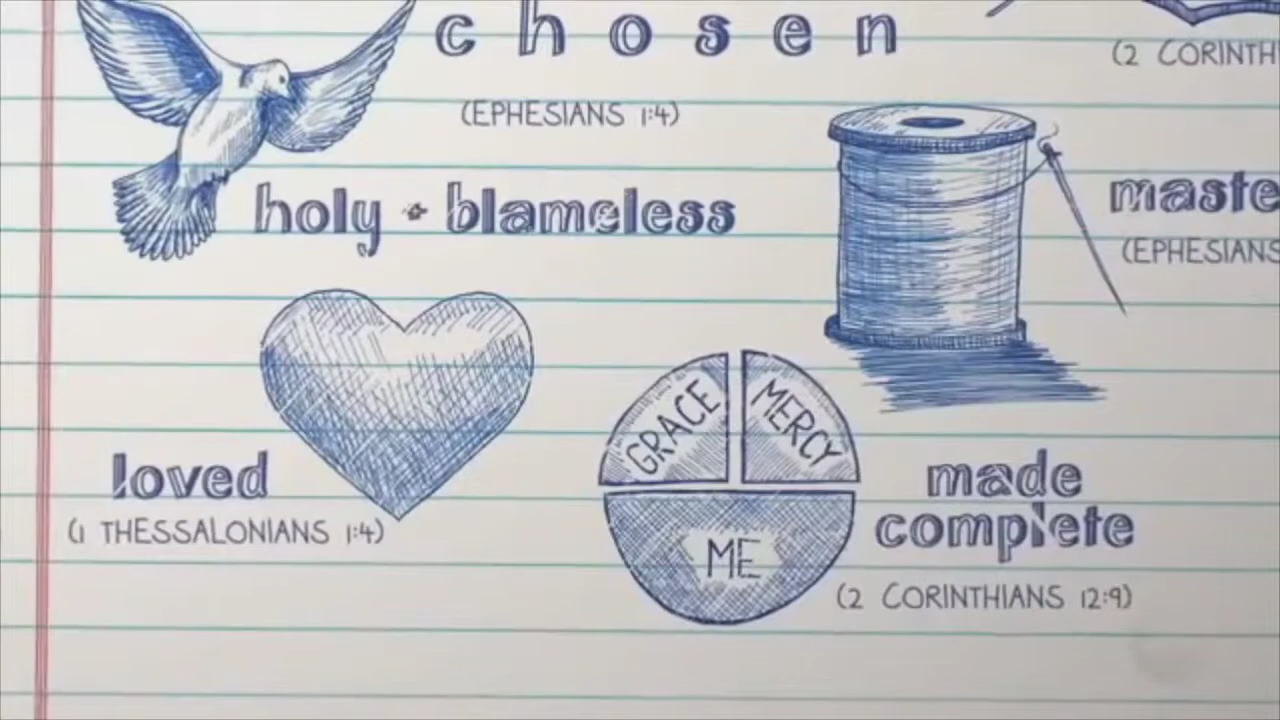 chosen
(2 CORINTH
(EPHESIANS 1:4)
holy + blameless
maste
(EPHESIANS
GRACE
MERCY
loved
(1 THESSALONIANS 1:4)
ME
made
complete
(2 CORINTHIANS 12:9)